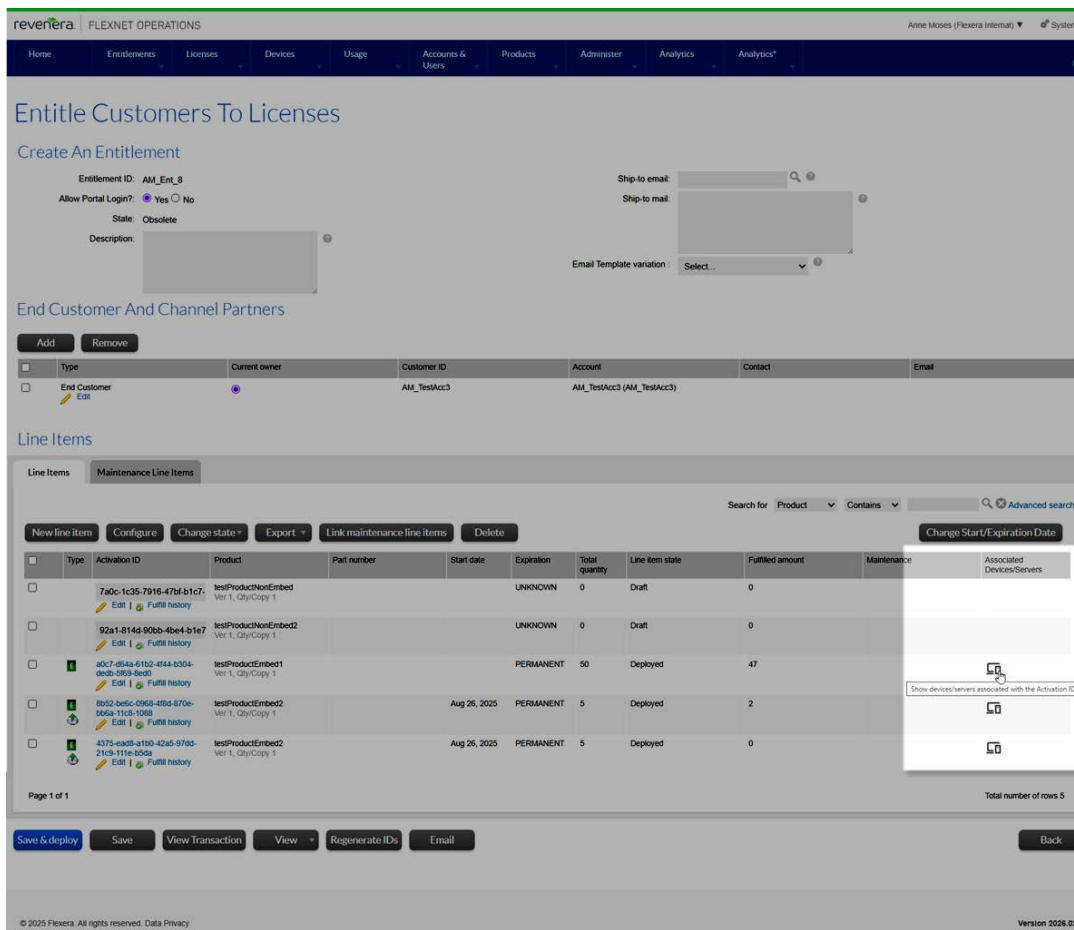 revenera. FLEXNET OPERATIONS
Anne Moses (Flexera Internal) ▼ System
Home Entitlements Licenses Devices Usage Accounts & Users Products Administer Analytics Analytics*
Entitle Customers To Licenses
Create An Entitlement
Entitlement ID: AM_Ent_8
Allow Portal Login?: Yes No
State: Obsolete
Description:
Ship-to email:
Ship-to mail:
Email Template variation : Select...
End Customer And Channel Partners
Add Remove
Type Current owner Customer ID Account Contact Email
End Customer AM_TestAcc3 AM_TestAcc3 (AM_TestAcc3)
Edit
Line Items
Line Items Maintenance Line Items
Search for Product Contains Advanced search
New line item Configure Change state Export Link maintenance line items Delete Change Start/Expiration Date
Type Activation ID Product Part number Start date Expiration Total quantity Line item state Fulfilled amount Maintenance Associated Devices/Servers
7a0c-1c35-7916-47bf-b1c7- testProductNonEmbed UNKNOWN 0 Draft 0
Ver 1, Qty/Copy 1
Edit | Fulfill history
92a1-814d-90bb-4be4-b1e7 testProductNonEmbed2 UNKNOWN 0 Draft 0
Ver 1, Qty/Copy 1
Edit | Fulfill history
a0c7-d64a-61b2-4f44-b304- testProductEmbed1 PERMANENT 50 Deployed 47
dedb-5f69-8ed0 Ver 1, Qty/Copy 1
Edit | Fulfill history
Show devices/servers associated with the Activation ID
8b52-be6c-0968-4f8d-870e- testProductEmbed2 Aug 26, 2025 PERMANENT 5 Deployed 2
bb6a-11c8-1088 Ver 1, Qty/Copy 1
Edit | Fulfill history
4375-ead8-a1b0-42a5-97dd- testProductEmbed2 Aug 26, 2025 PERMANENT 5 Deployed 0
21c9-111e-b5da Ver 1, Qty/Copy 1
Edit | Fulfill history
Page 1 of 1 Total number of rows 5
Save & deploy Save View Transaction View Regenerate IDs Email Back
© 2025 Flexera. All rights reserved. Data Privacy Version 2026.02